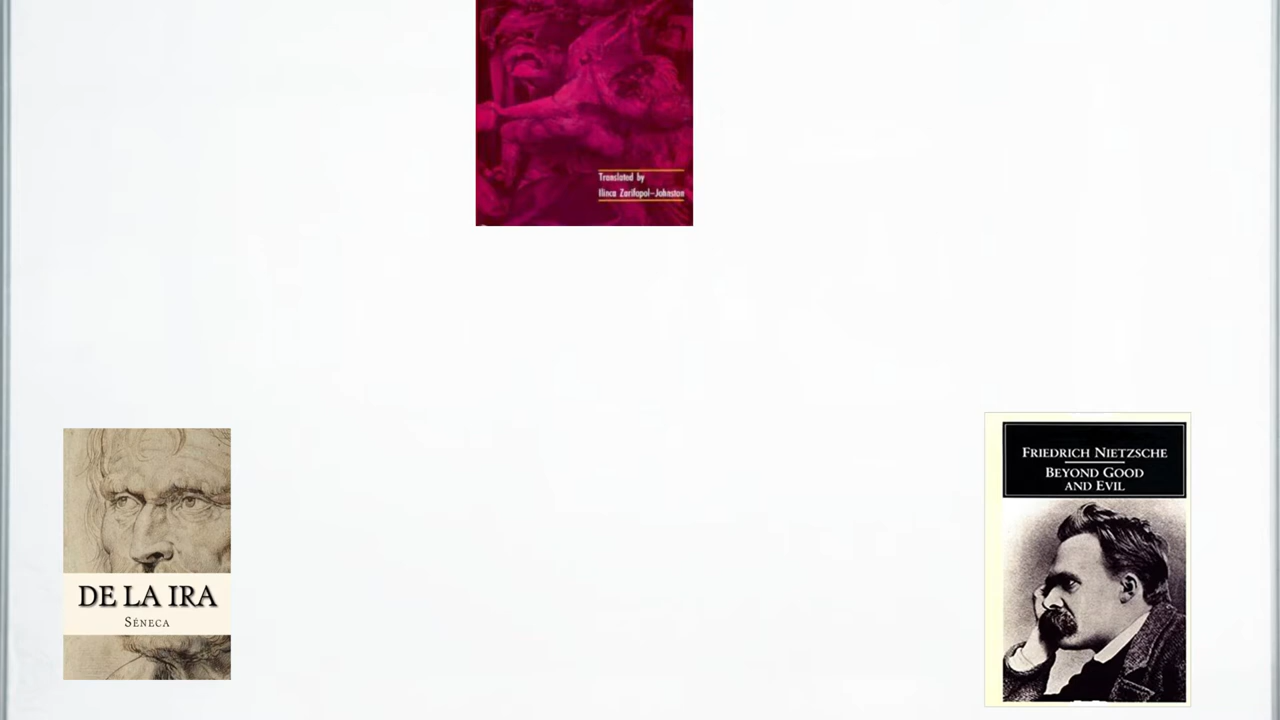 Translated by
Ilinca Zarifopol-Johnston
DE LA IRA
SÉNECA
FRIEDRICH NIETZSCHE
BEYOND GOOD
AND EVIL